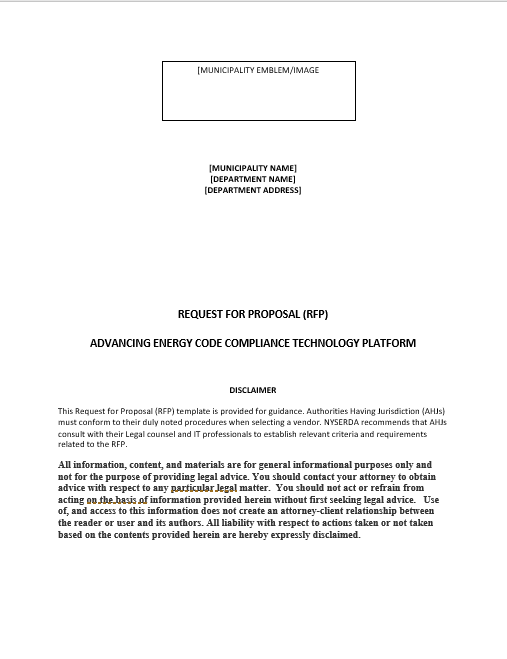 [MUNICIPALITY EMBLEM/IMAGE
[MUNICIPALITY NAME]
[DEPARTMENT NAME]
[DEPARTMENT ADDRESS]
REQUEST FOR PROPOSAL (RFP)
ADVANCING ENERGY CODE COMPLIANCE TECHNOLOGY PLATFORM
DISCLAIMER
This Request for Proposal (RFP) template is provided for guidance. Authorities Having Jurisdiction (AHJs)
must conform to their duly noted procedures when selecting a vendor. NYSERDA recommends that AHJs
consult with their Legal counsel and IT professionals to establish relevant criteria and requirements
related to the RFP.
All information, content, and materials are for general informational purposes only and
not for the purpose of providing legal advice. You should contact your attorney to obtain
advice with respect to any particular legal matter. You should not act or refrain from
acting on the basis of information provided herein without first seeking legal advice. Use
of, and access to this information does not create an attorney-client relationship between
the reader or user and its authors. All liability with respect to actions taken or not taken
based on the contents provided herein are hereby expressly disclaimed.